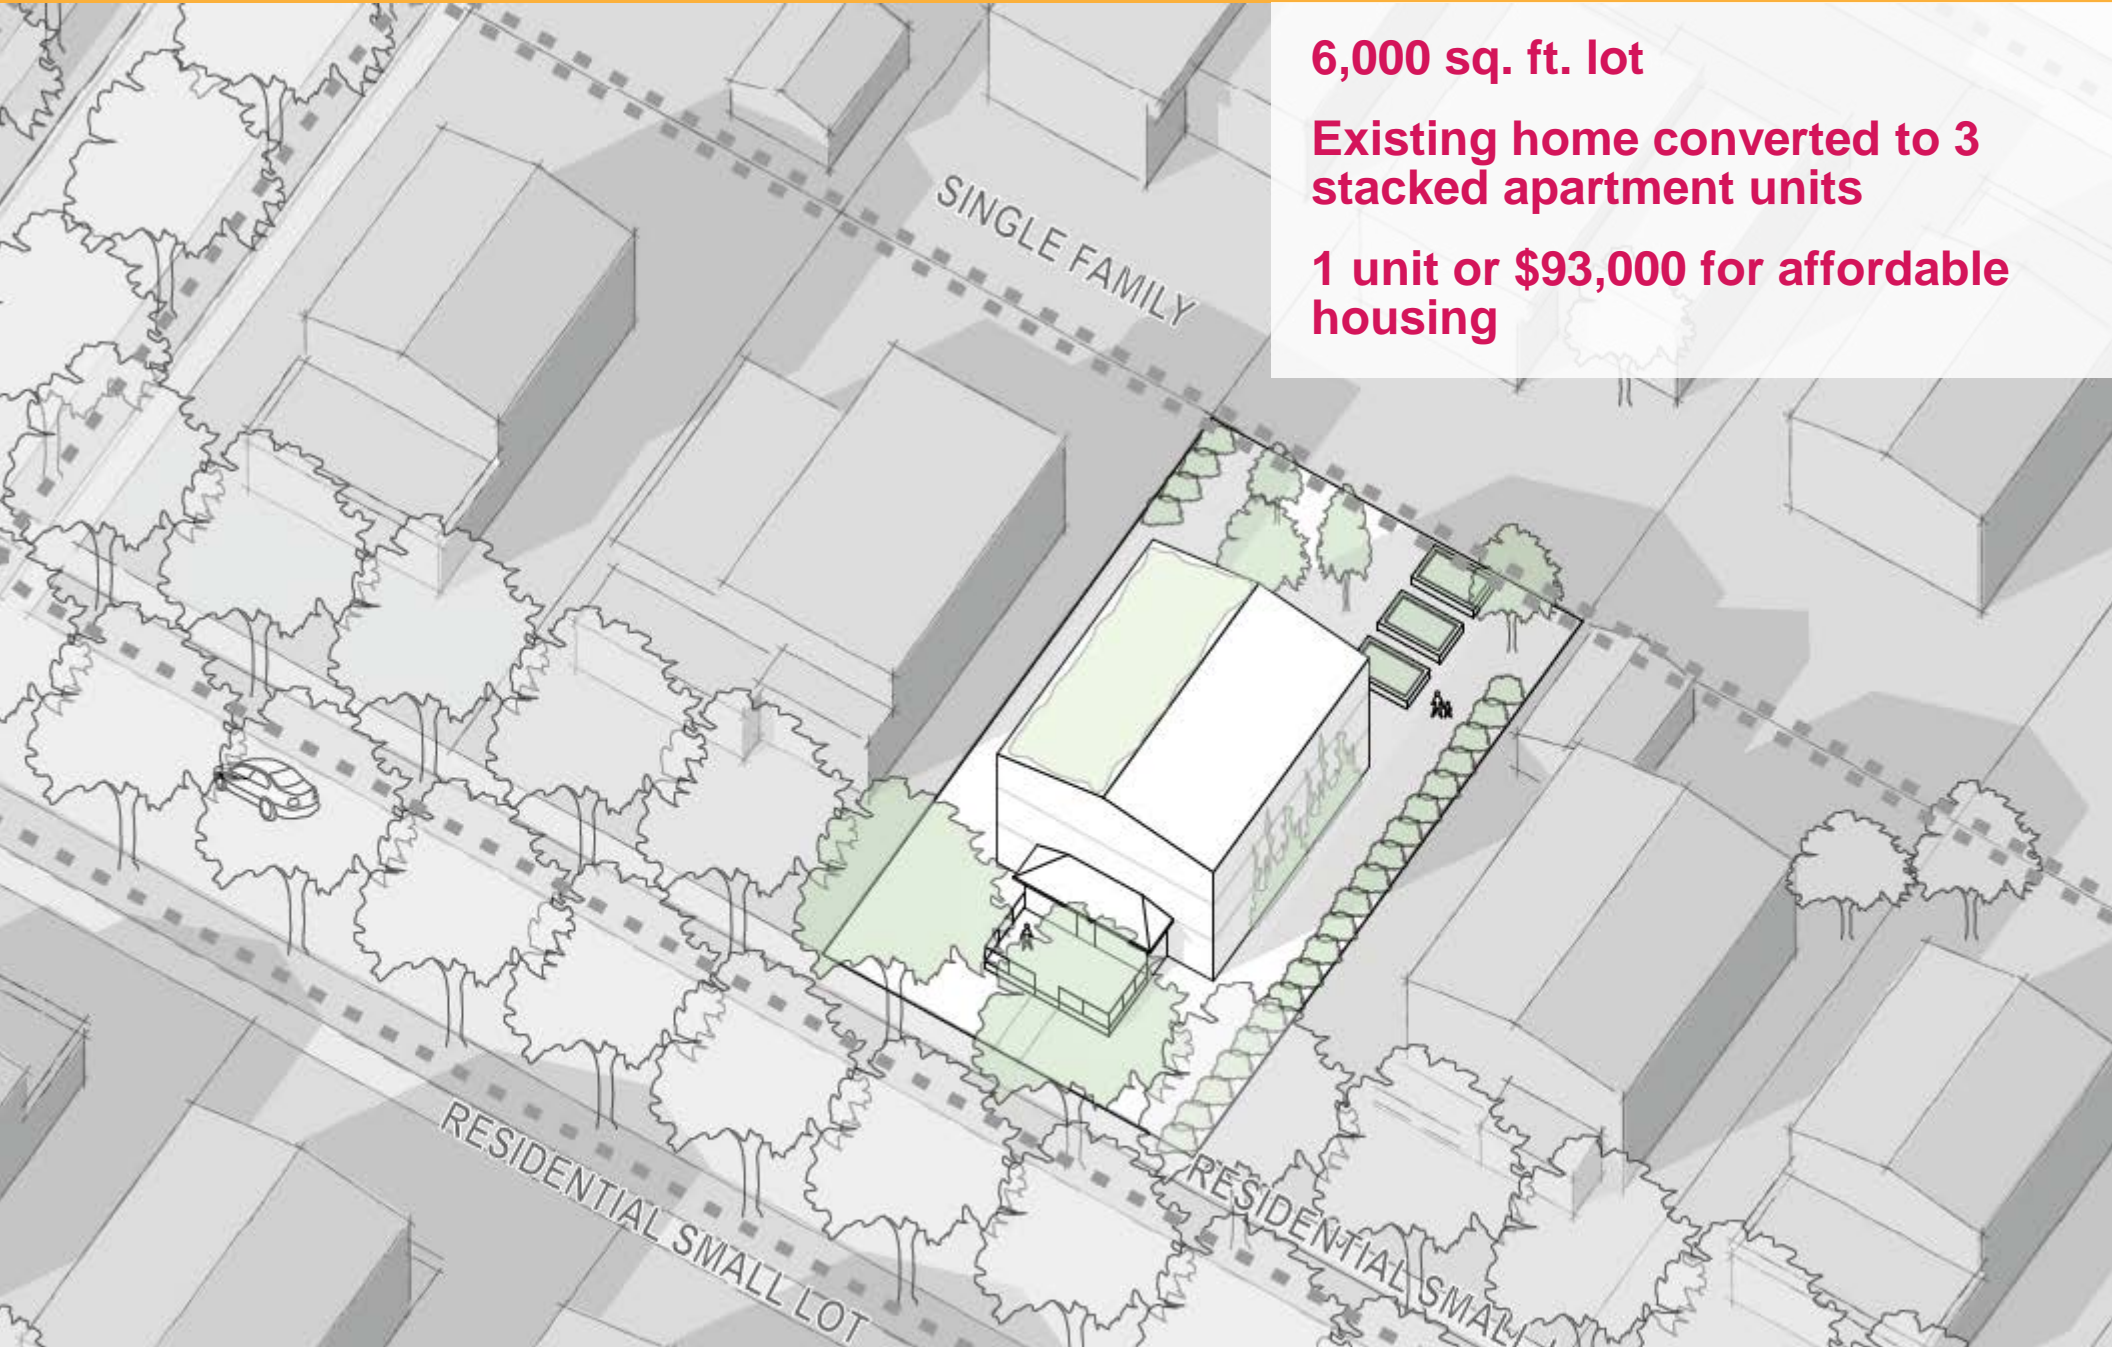 6,000 sq. ft. lot
Existing home converted to 3
stacked apartment units
1 unit or $93,000 for affordable
housing
SINGLE FAMILY
RESIDENTIAL SMALL LOT
RESIDENTIAL SMALL